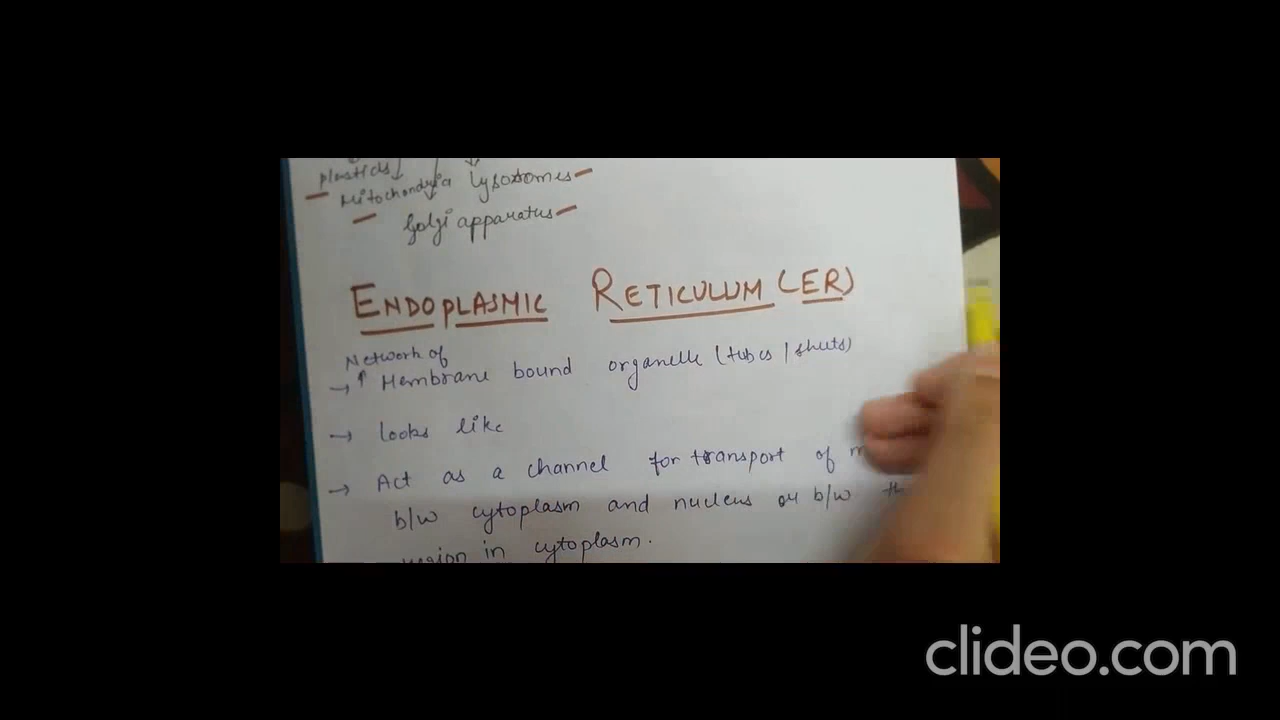 plastids
Mitochondria
lysosomes
Golgi apparatus
ENDOPLASMIC RETICULUM (ER)
Network of
→ ↑ Membrane bound organelle (tubes / sheets)
→ looks like
→ Act as a channel for transport of
b/w cytoplasm and nucleus or b/w
region in cytoplasm.
clideo.com